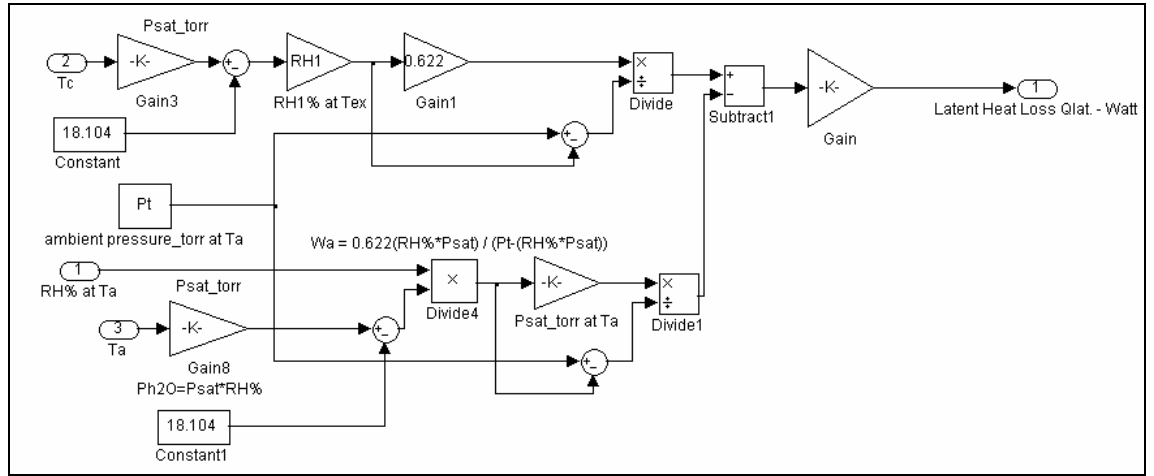 Psat_torr
2
Tc
-K-
Gain3
+
−
RH1
RH1% at Tex
0.622
Gain1
×
÷
Divide
+
−
Subtract1
-K-
Gain
1
Latent Heat Loss Qlat. - Watt
18.104
Constant
+
−
Pt
ambient pressure_torr at Ta
Wa = 0.622(RH%*Psat) / (Pt-(RH%*Psat))
1
RH% at Ta
×
Divide4
-K-
Psat_torr at Ta
×
÷
Divide1
Psat_torr
3
Ta
-K-
Gain8
+
−
+
−
Ph2O=Psat*RH%
18.104
Constant1